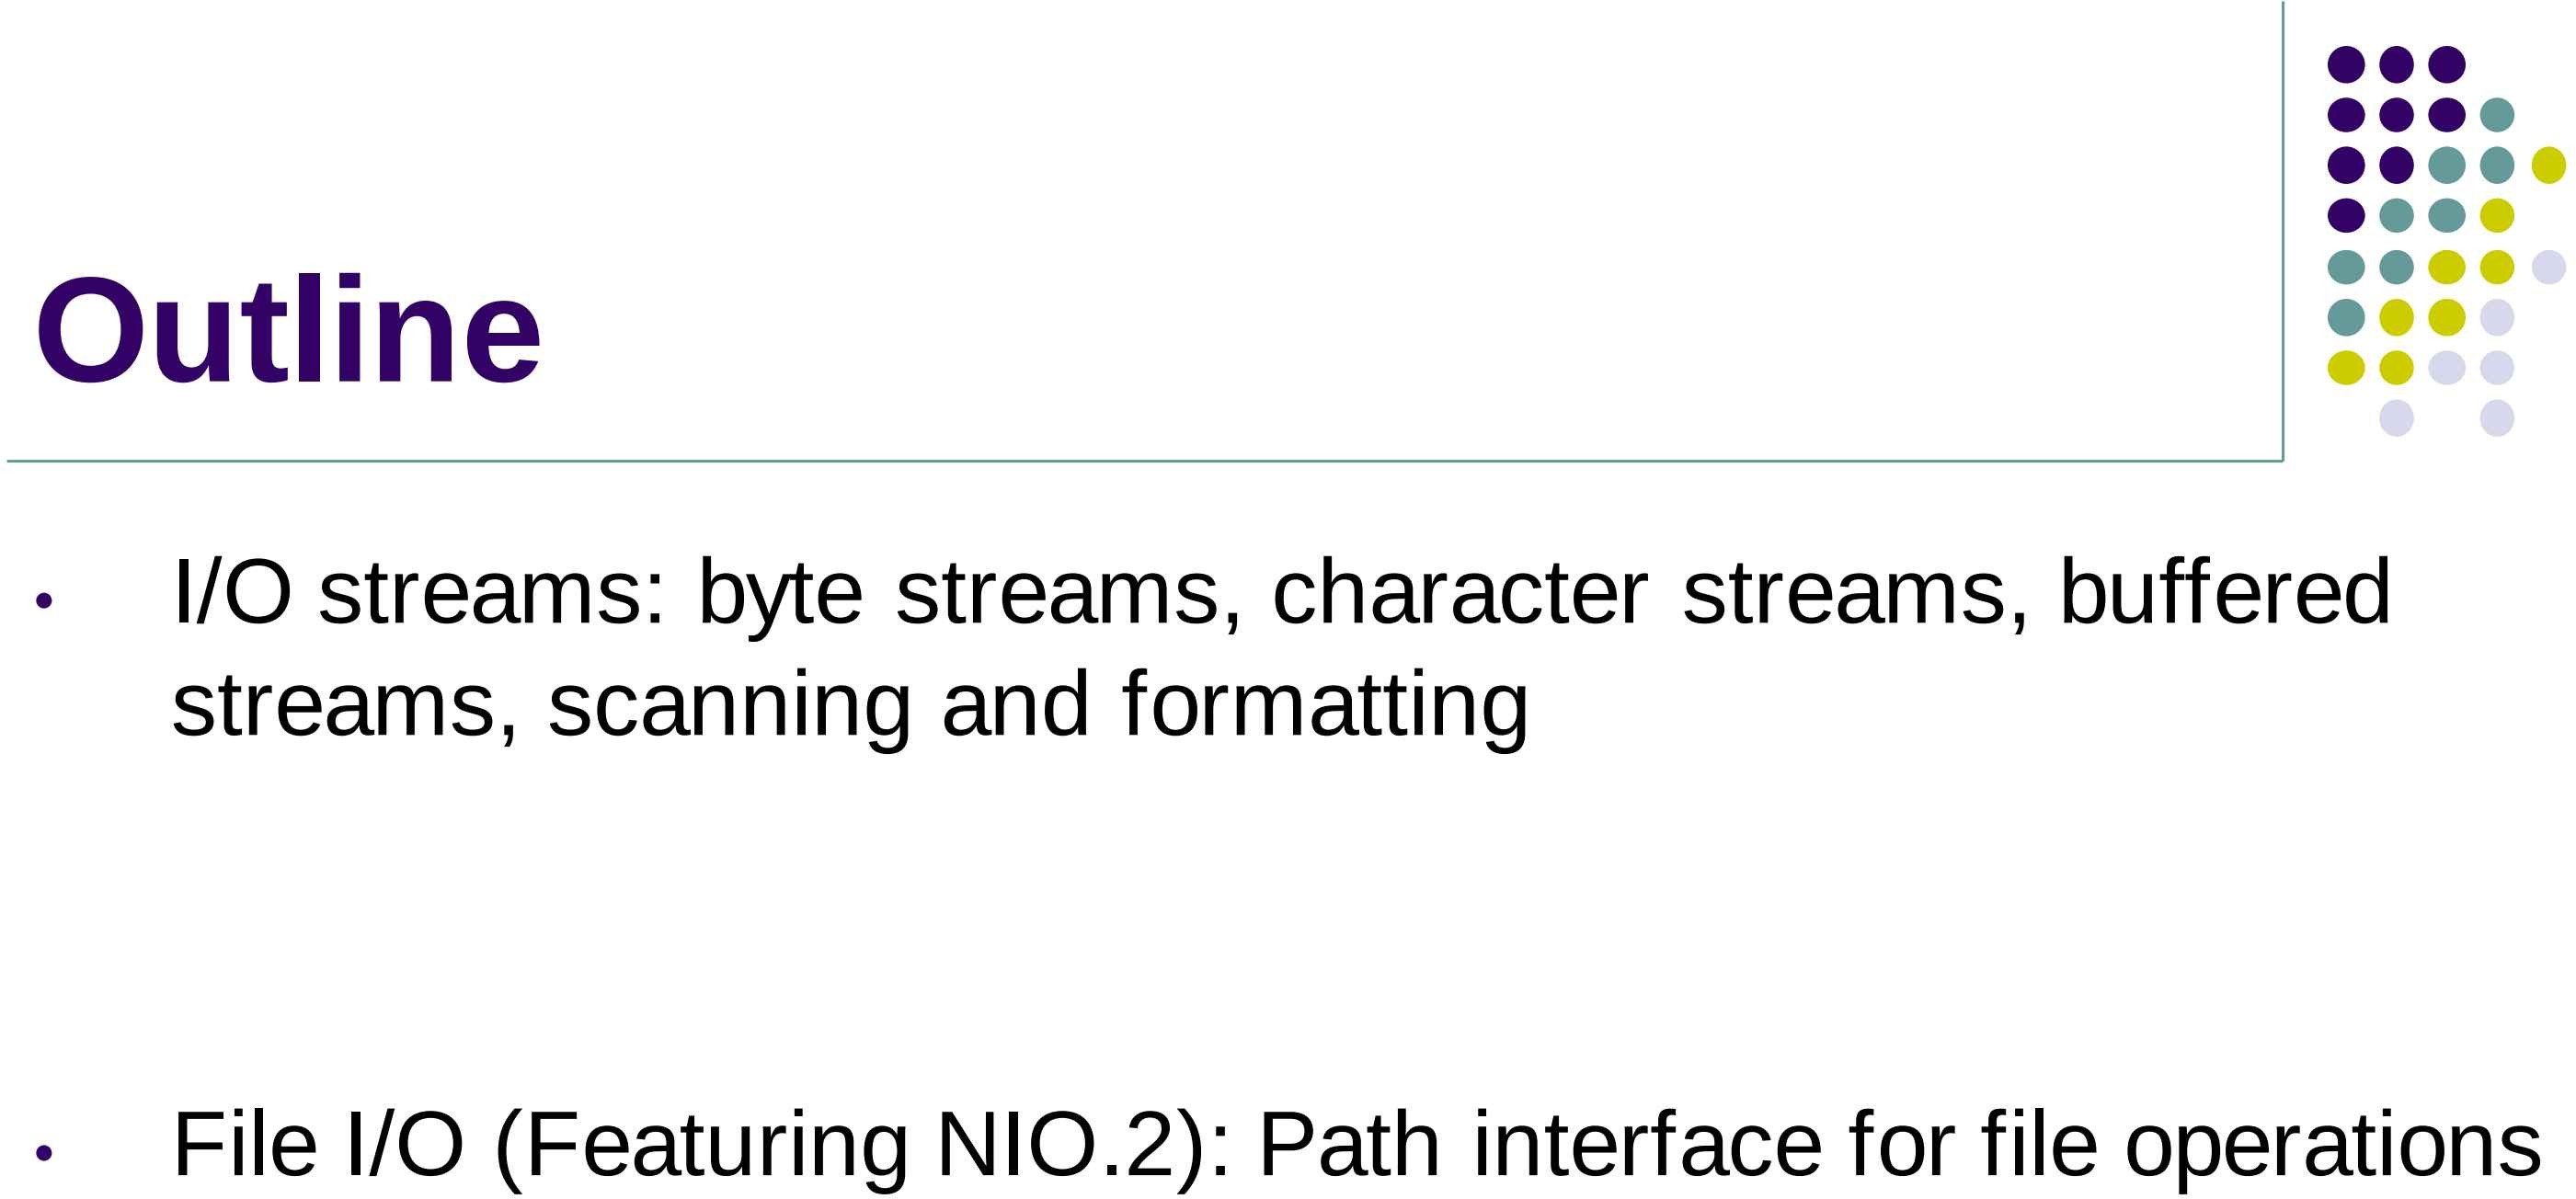 Outline
• I/O streams: byte streams, character streams, buffered
streams, scanning and formatting
• File I/O (Featuring NIO.2): Path interface for file operations